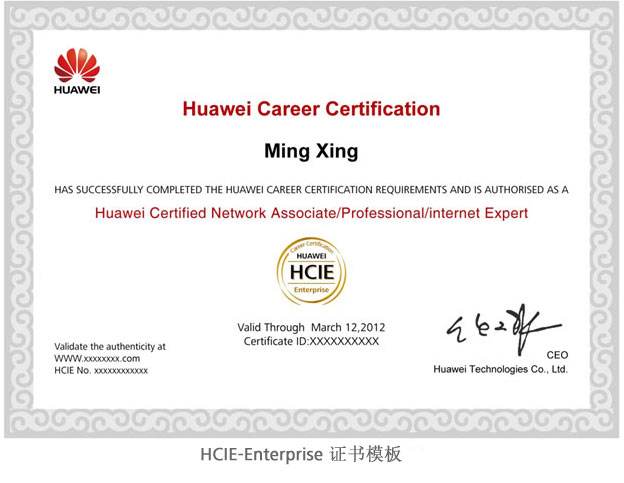 HUAWEI
Huawei Career Certification
Ming Xing
HAS SUCCESSFULLY COMPLETED THE HUAWEI CAREER CERTIFICATION REQUIREMENTS AND IS AUTHORISED AS A
Huawei Certified Network Associate/Professional/internet Expert
Career Certification
HUAWEI
HCIE
Enterprise
Valid Through March 12,2012
Certificate ID:XXXXXXXXXX
Validate the authenticity at
WWW.xxxxxxxx.com
HCIE No. xxxxxxxxxxxx
CEO
Huawei Technologies Co., Ltd.
HCIE-Enterprise 证书模板